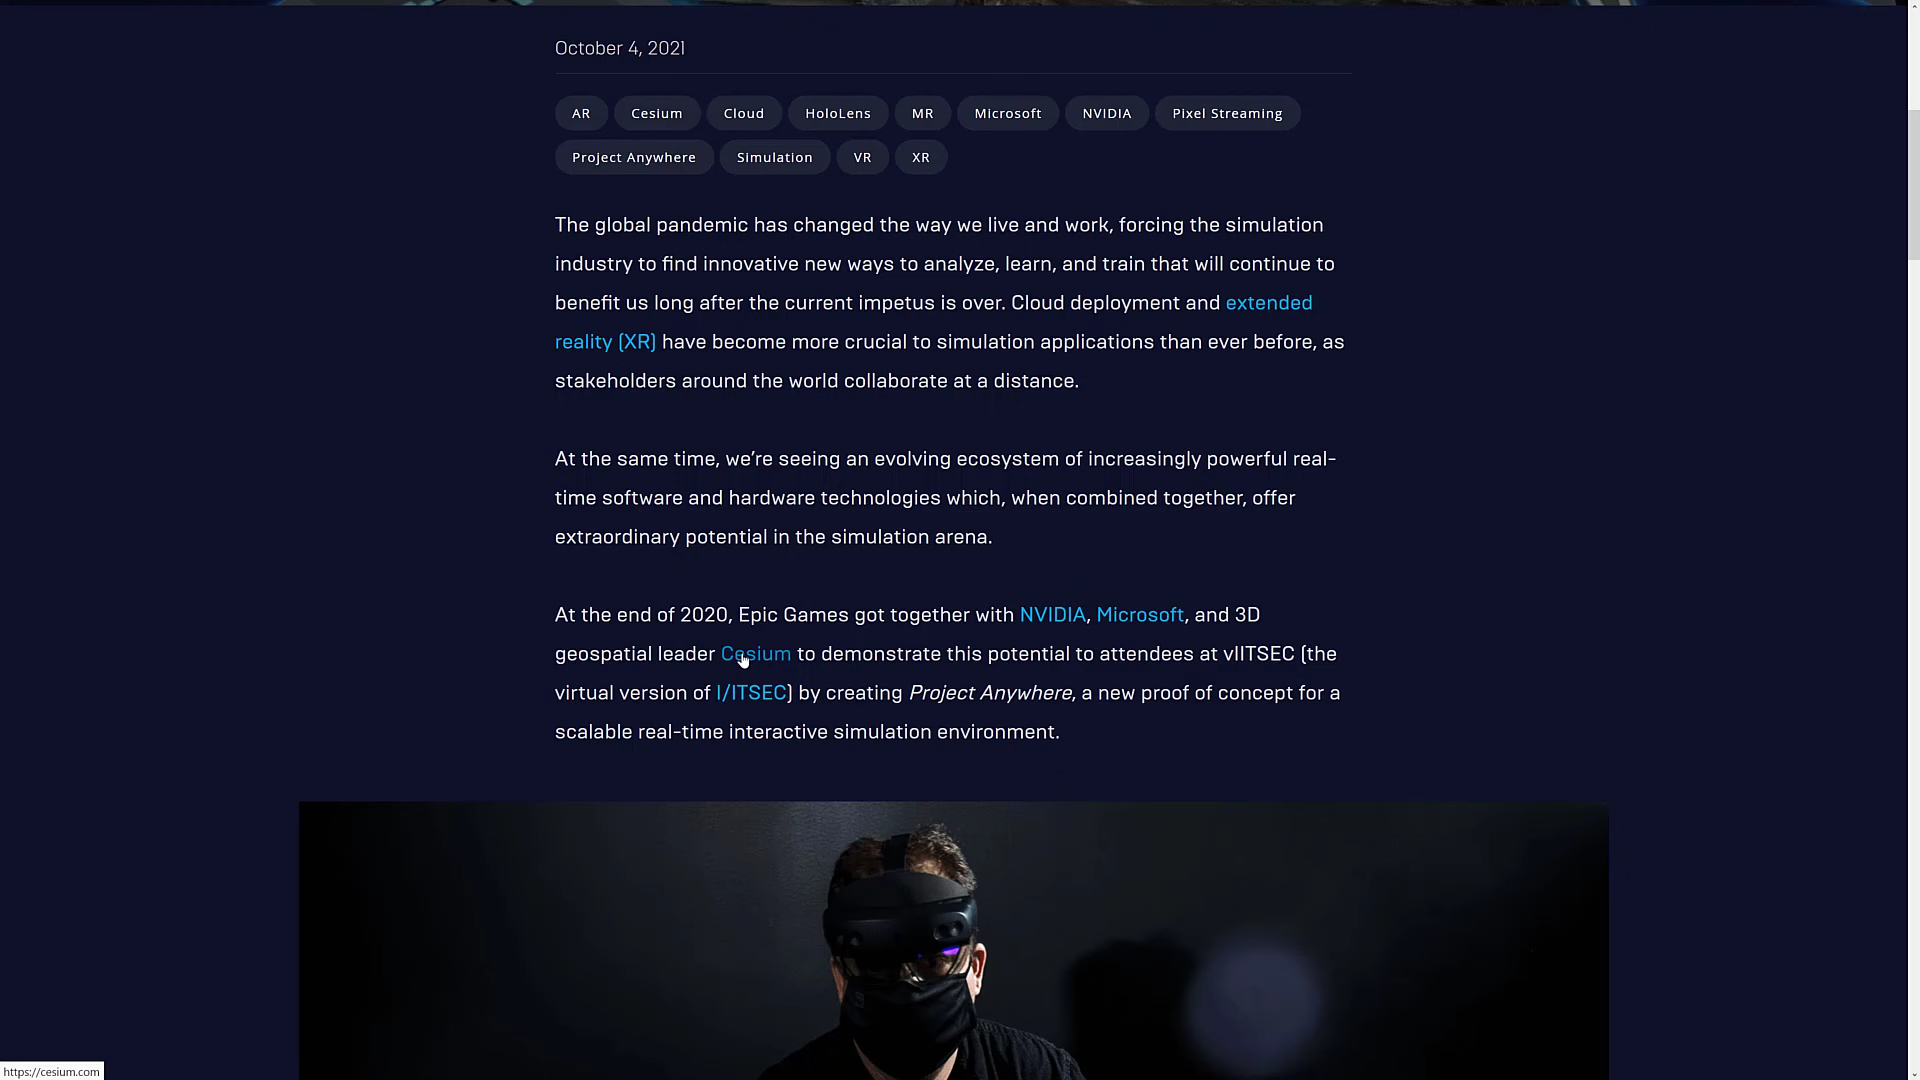 October 4, 2021
AR Cesium Cloud HoloLens MR Microsoft NVIDIA Pixel Streaming
Project Anywhere Simulation VR XR
The global pandemic has changed the way we live and work, forcing the simulation
industry to find innovative new ways to analyze, learn, and train that will continue to
benefit us long after the current impetus is over. Cloud deployment and extended
reality (XR) have become more crucial to simulation applications than ever before, as
stakeholders around the world collaborate at a distance.
At the same time, we’re seeing an evolving ecosystem of increasingly powerful real-
time software and hardware technologies which, when combined together, offer
extraordinary potential in the simulation arena.
At the end of 2020, Epic Games got together with NVIDIA, Microsoft, and 3D
geospatial leader Cesium to demonstrate this potential to attendees at vIITSEC (the
virtual version of I/ITSEC) by creating Project Anywhere, a new proof of concept for a
scalable real-time interactive simulation environment.
https://cesium.com